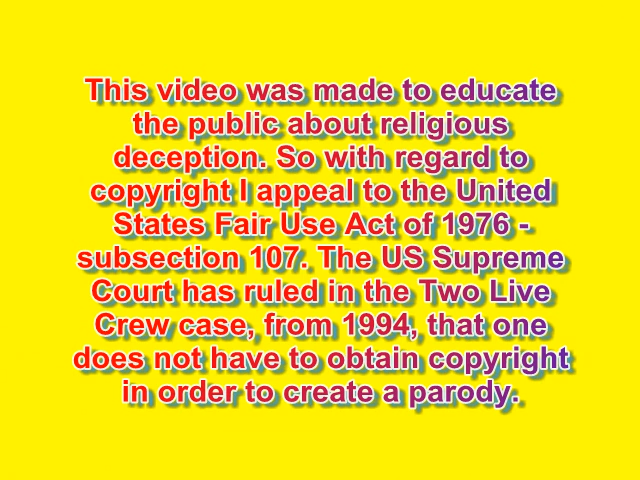 This video was made to educate
the public about religious
deception. So with regard to
copyright I appeal to the United
States Fair Use Act of 1976 -
subsection 107. The US Supreme
Court has ruled in the Two Live
Crew case, from 1994, that one
does not have to obtain copyright
in order to create a parody.